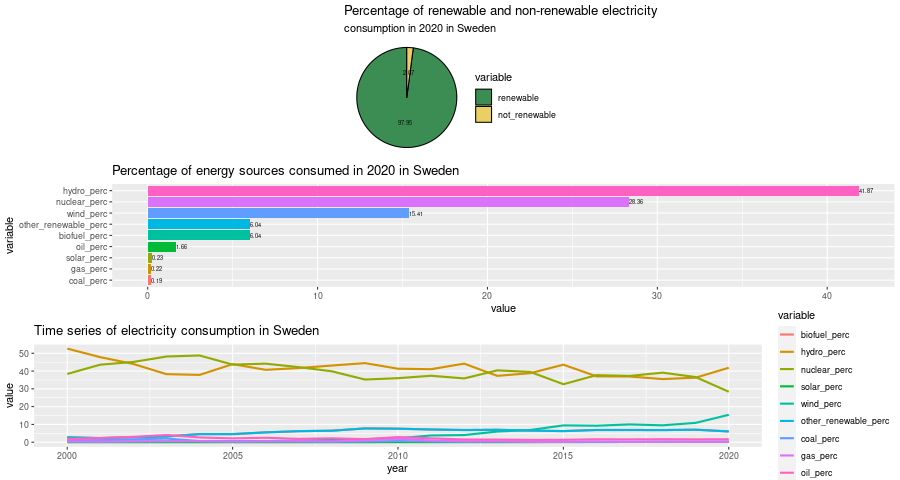 Percentage of renewable and non-renewable electricity
consumption in 2020 in Sweden
variable
renewable
not_renewable
97.95
Percentage of energy sources consumed in 2020 in Sweden
variable
hydro_perc
41.87
nuclear_perc
28.36
wind_perc
15.41
other_renewable_perc
6.04
biofuel_perc
6.04
oil_perc
1.66
solar_perc
0.23
gas_perc
0.22
coal_perc
0.19
0 10 20 30 40
value
Time series of electricity consumption in Sweden
value
50
40
30
20
10
0
2000 2005 2010 2015 2020
year
variable
biofuel_perc
hydro_perc
nuclear_perc
solar_perc
wind_perc
other_renewable_perc
coal_perc
gas_perc
oil_perc